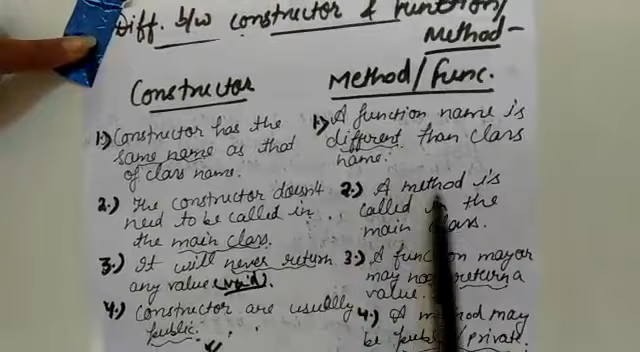 Diff. b/w constructor & Function/
Method-
Constructor
1.) Constructor has the
same name as that
of class name.
2.) The constructor doesn't
need to be called in
the main class.
3.) It will never return
any value (void).
4.) Constructor are usually
public.
Method/Func.
1.) A function name is
different than class
name.
2.) A method is
called in the
main class.
3.) A function may or
may not return a
value.
4.) A method may
be public/private.